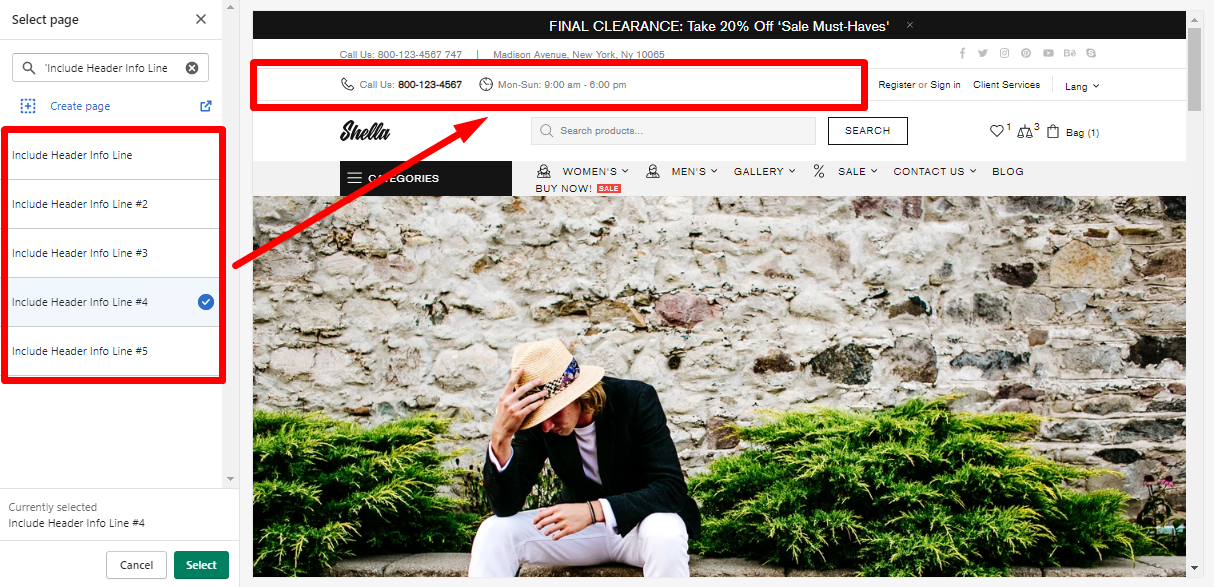 Select page
'Include Header Info Line
Create page
Include Header Info Line
Include Header Info Line #2
Include Header Info Line #3
Include Header Info Line #4
Include Header Info Line #5
Currently selected
Include Header Info Line #4
Cancel
Select
FINAL CLEARANCE: Take 20% Off 'Sale Must-Haves'
Call Us: 800-123-4567 747 | Madison Avenue, New York, Ny 10065
Call Us: 800-123-4567 Mon-Sun: 9:00 am - 6:00 pm
Register or Sign in Client Services Lang
Shella
Search products...
SEARCH
1 3 Bag (1)
CATEGORIES
WOMEN'S MEN'S GALLERY % SALE CONTACT US BLOG
BUY NOW! SALE